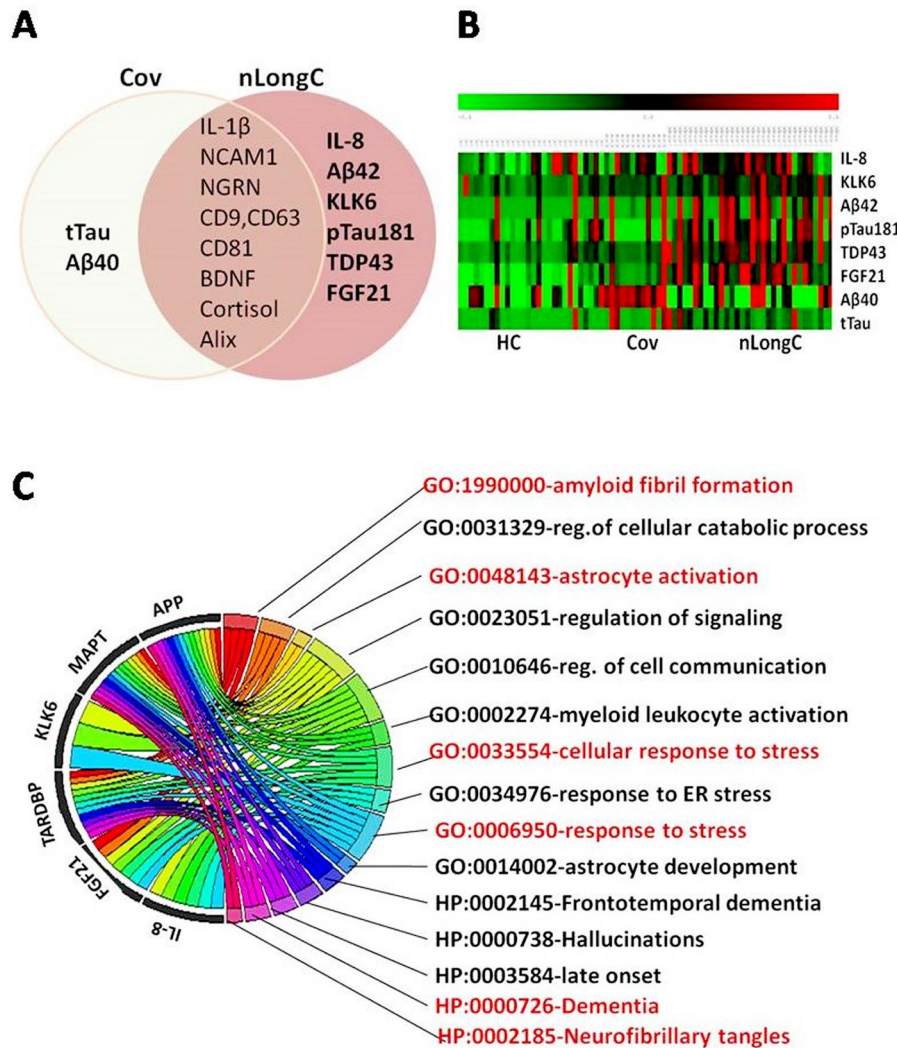 A
Cov
nLongC
IL-1β
NCAM1
NGRN
CD9,CD63
CD81
BDNF
Cortisol
Alix
tTau
Aβ40
IL-8
Aβ42
KLK6
pTau181
TDP43
FGF21
B
IL-8
KLK6
Aβ42
pTau181
TDP43
FGF21
Aβ40
tTau
HC
Cov
nLongC
C
APP
MAPT
KLK6
TARDBP
FGF21
IL-8
GO:1990000-amyloid fibril formation
GO:0031329-reg.of cellular catabolic process
GO:0048143-astrocyte activation
GO:0023051-regulation of signaling
GO:0010646-reg. of cell communication
GO:0002274-myeloid leukocyte activation
GO:0033554-cellular response to stress
GO:0034976-response to ER stress
GO:0006950-response to stress
GO:0014002-astrocyte development
HP:0002145-Frontotemporal dementia
HP:0000738-Hallucinations
HP:0003584-late onset
HP:0000726-Dementia
HP:0002185-Neurofibrillary tangles